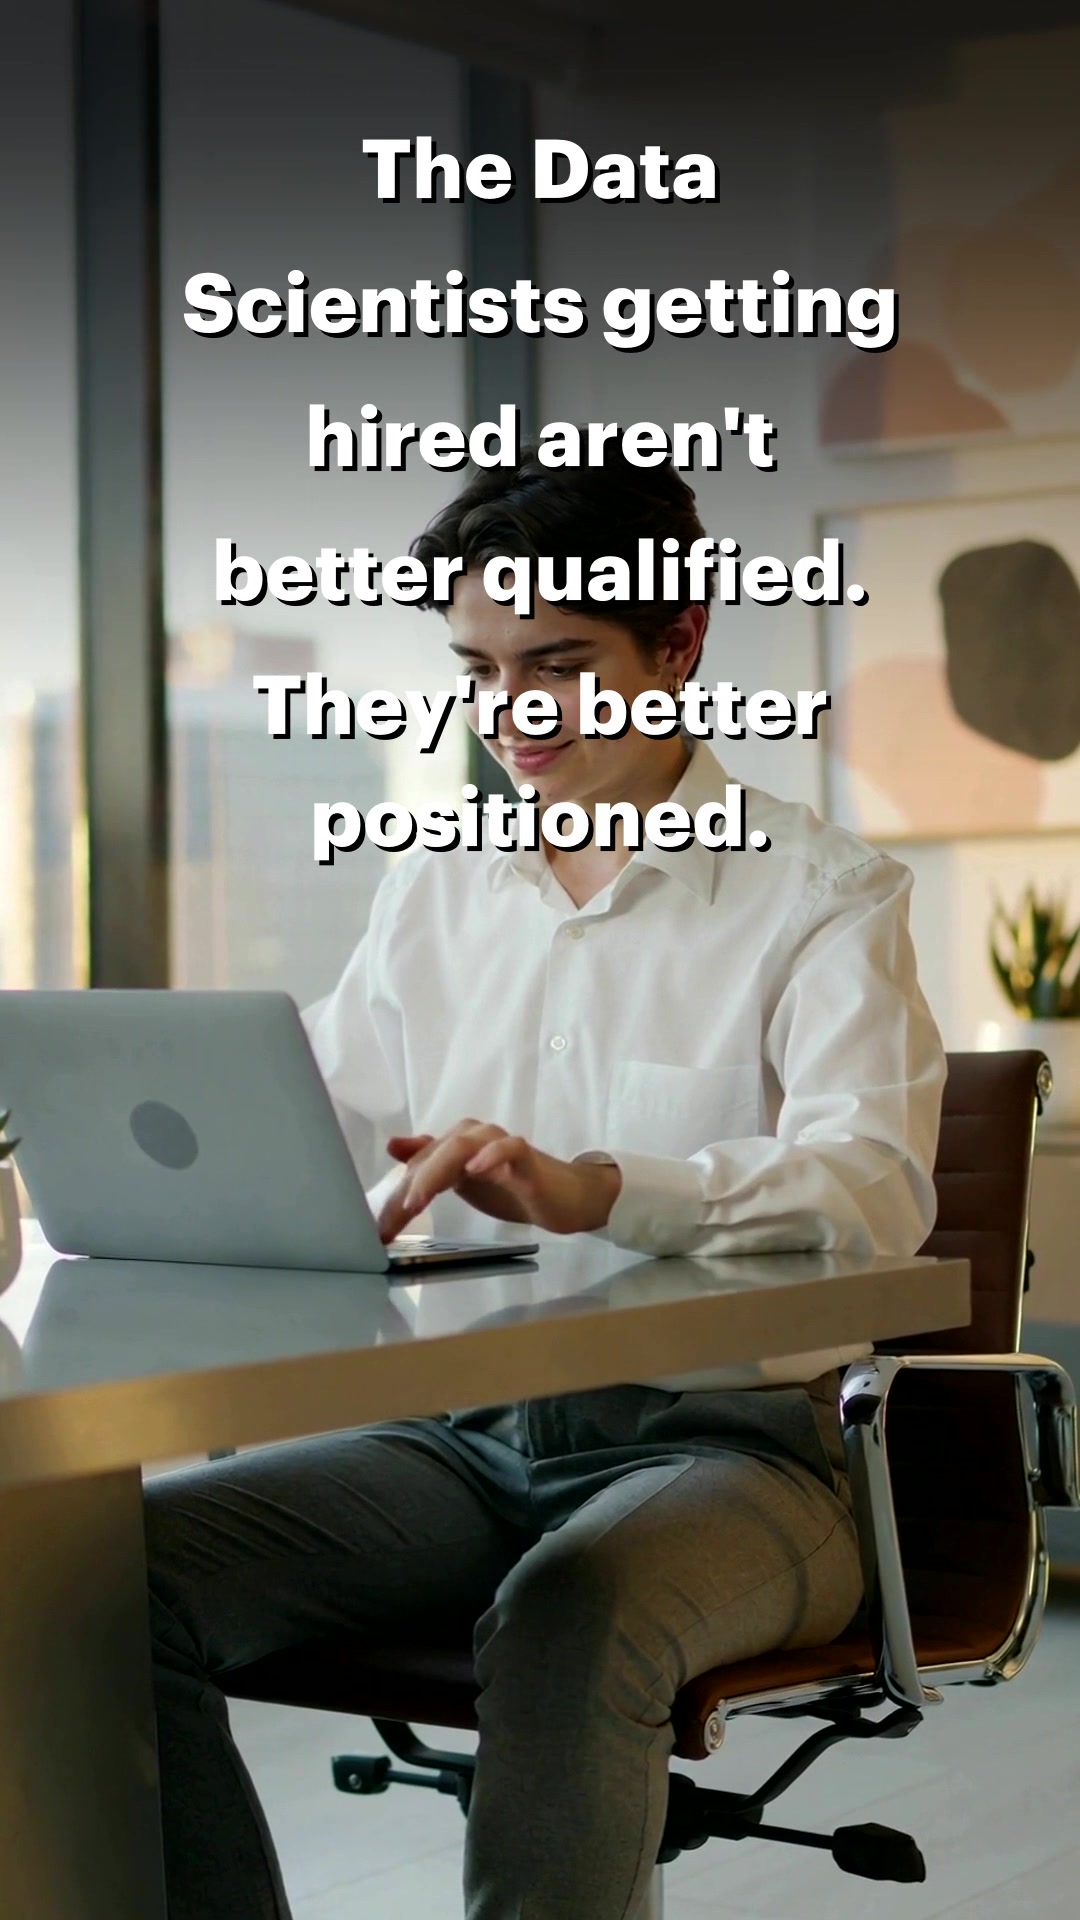 The Data
Scientists getting
hired aren't
better qualified.
They're better
positioned.